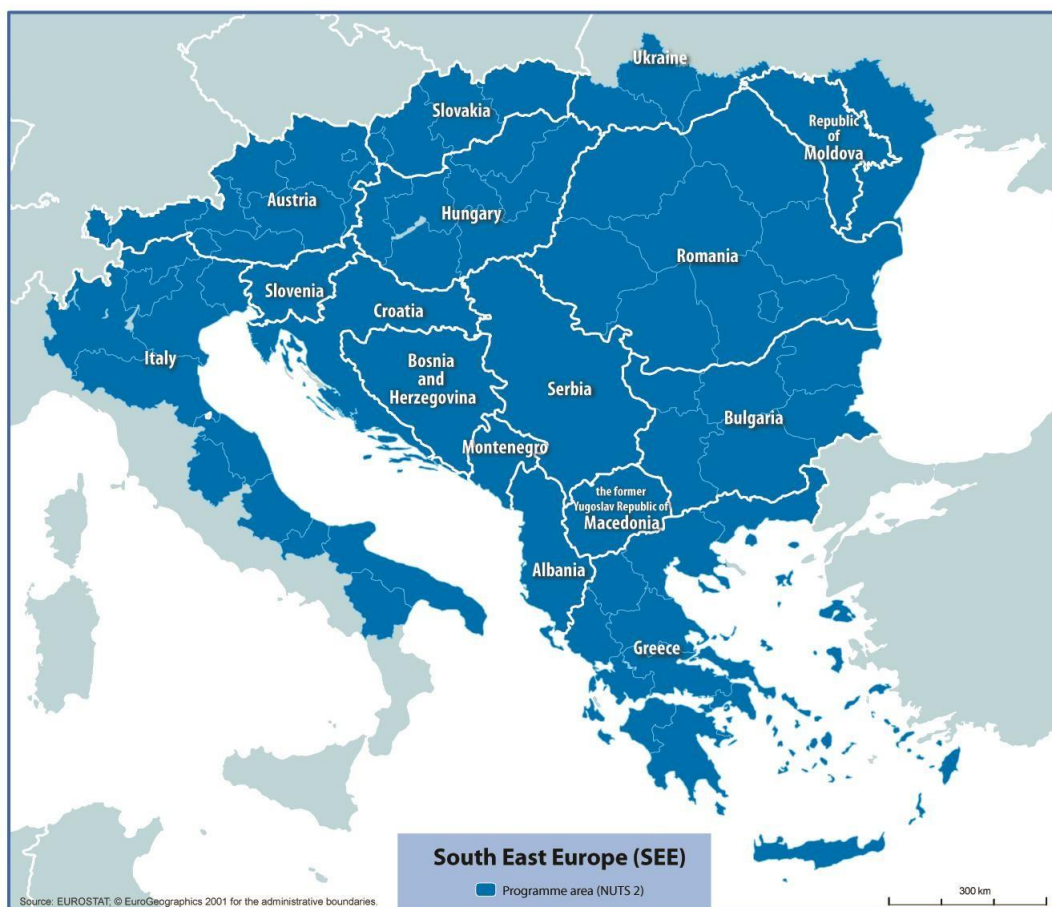 Ukraine
Slovakia
Republic
of
Moldova
Austria
Hungary
Romania
Slovenia
Croatia
Italy
Bosnia
and
Herzegovina
Serbia
Bulgaria
Montenegro
the former
Yugoslav Republic of
Macedonia
Albania
Greece
South East Europe (SEE)
Programme area (NUTS 2)
300 km
Source: EUROSTAT; © EuroGeographics 2001 for the administrative boundaries.